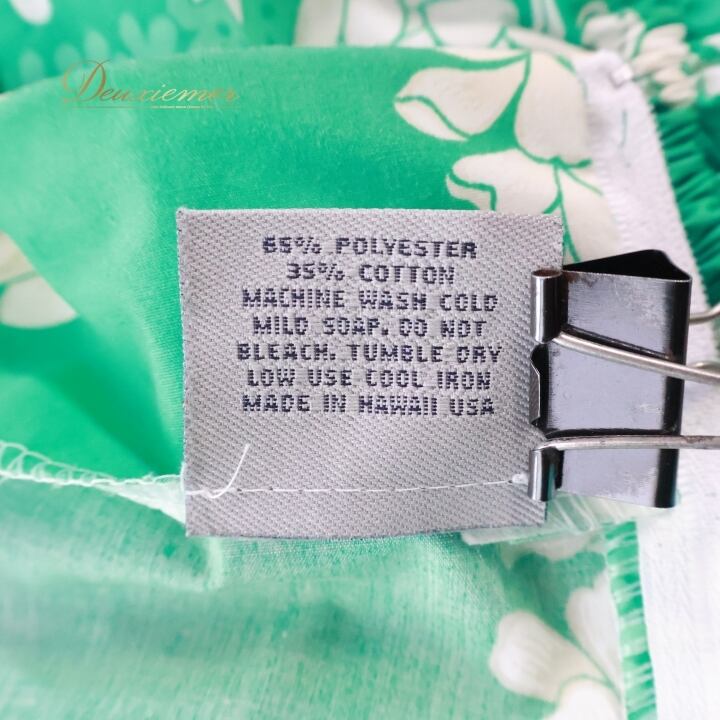 Deuxiemer
65% POLYESTER
35% COTTON
MACHINE WASH COLD
MILD SOAP. DO NOT
BLEACH. TUMBLE DRY
LOW USE COOL IRON
MADE IN HAWAII USA